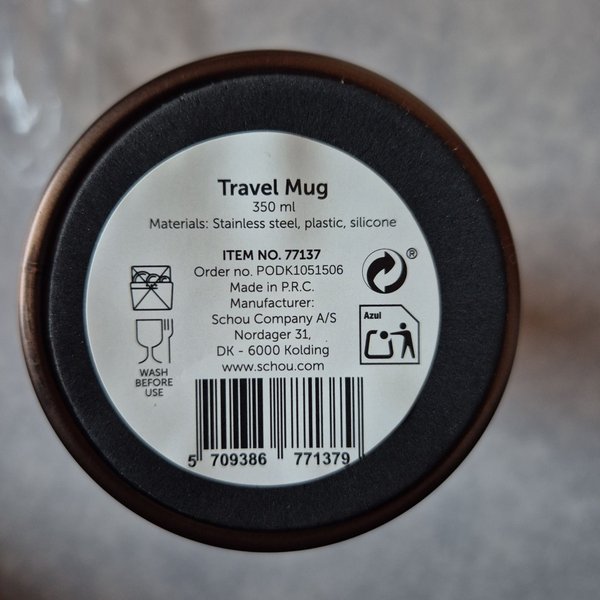 Travel Mug
350 ml
Materials: Stainless steel, plastic, silicone
ITEM NO. 77137
Order no. PODK1051506
Made in P.R.C.
Manufacturer:
Schou Company A/S
Nordager 31,
DK - 6000 Kolding
www.schou.com
WASH
BEFORE
USE
®
Azul
5 709386 771379